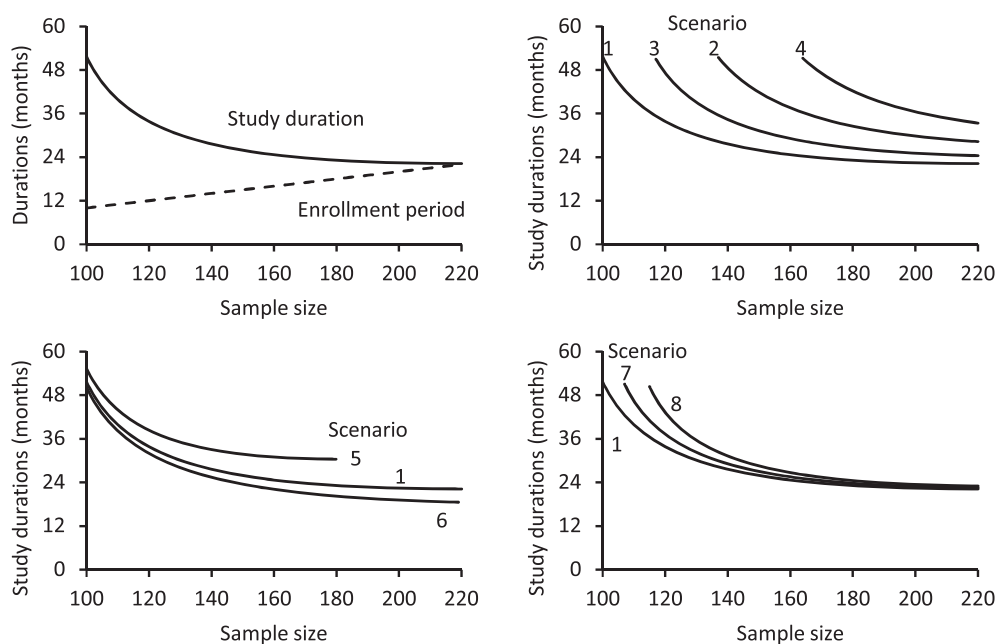 60
48
36
24
12
0
Durations (months)
Study duration
Enrollment period
100 120 140 160 180 200 220
Sample size
Scenario
1 3 2 4
60
48
36
24
12
0
Study durations (months)
100 120 140 160 180 200 220
Sample size
60
48
36
24
12
0
Study durations (months)
Scenario
5
1
6
100 120 140 160 180 200 220
Sample size
60
48
36
24
12
0
Study durations (months)
Scenario
7
8
1
100 120 140 160 180 200 220
Sample size